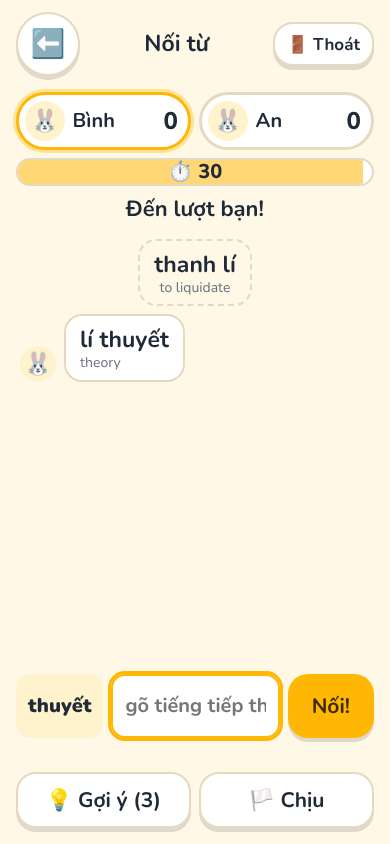 Nối từ
Thoát
Bình 0
An 0
30
Đến lượt bạn!
thanh lí
to liquidate
lí thuyết
theory
thuyết
gõ tiếng tiếp th
Nối!
Gợi ý (3)
Chịu